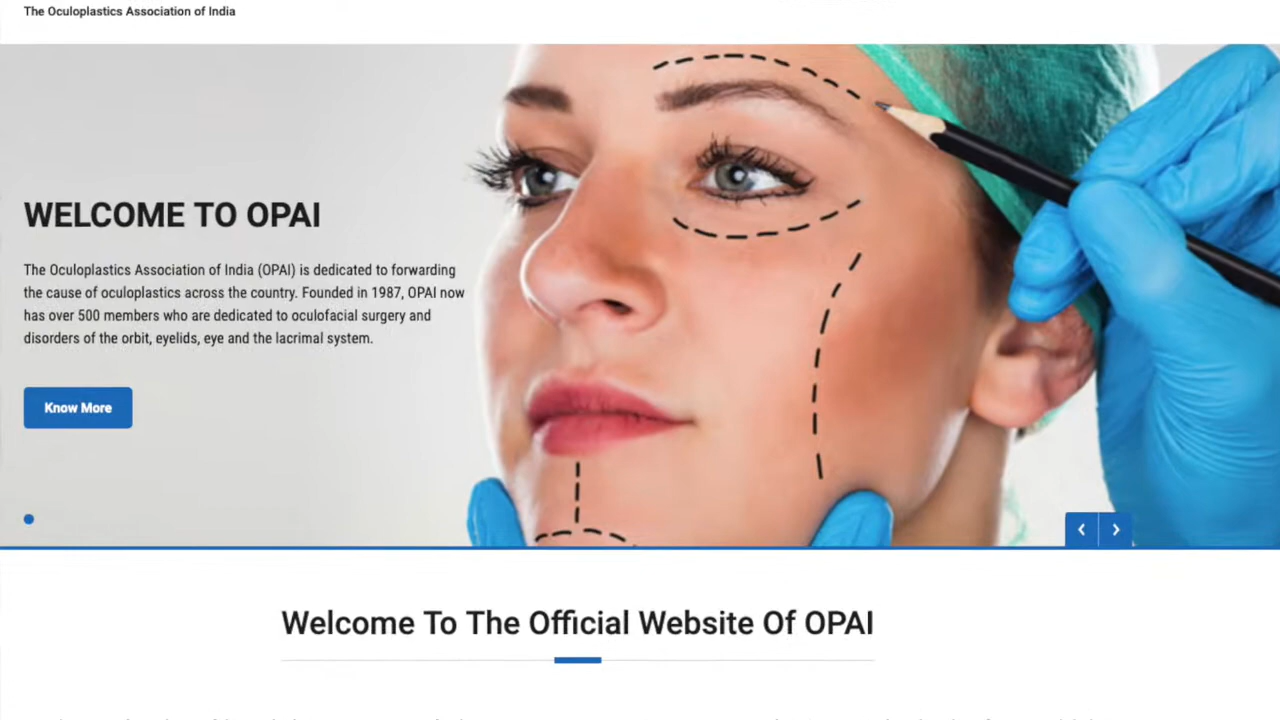 The Oculoplastics Association of India
WELCOME TO OPAI
The Oculoplastics Association of India (OPAI) is dedicated to forwarding
the cause of oculoplastics across the country. Founded in 1987, OPAI now
has over 500 members who are dedicated to oculofacial surgery and
disorders of the orbit, eyelids, eye and the lacrimal system.
Know More
Welcome To The Official Website Of OPAI